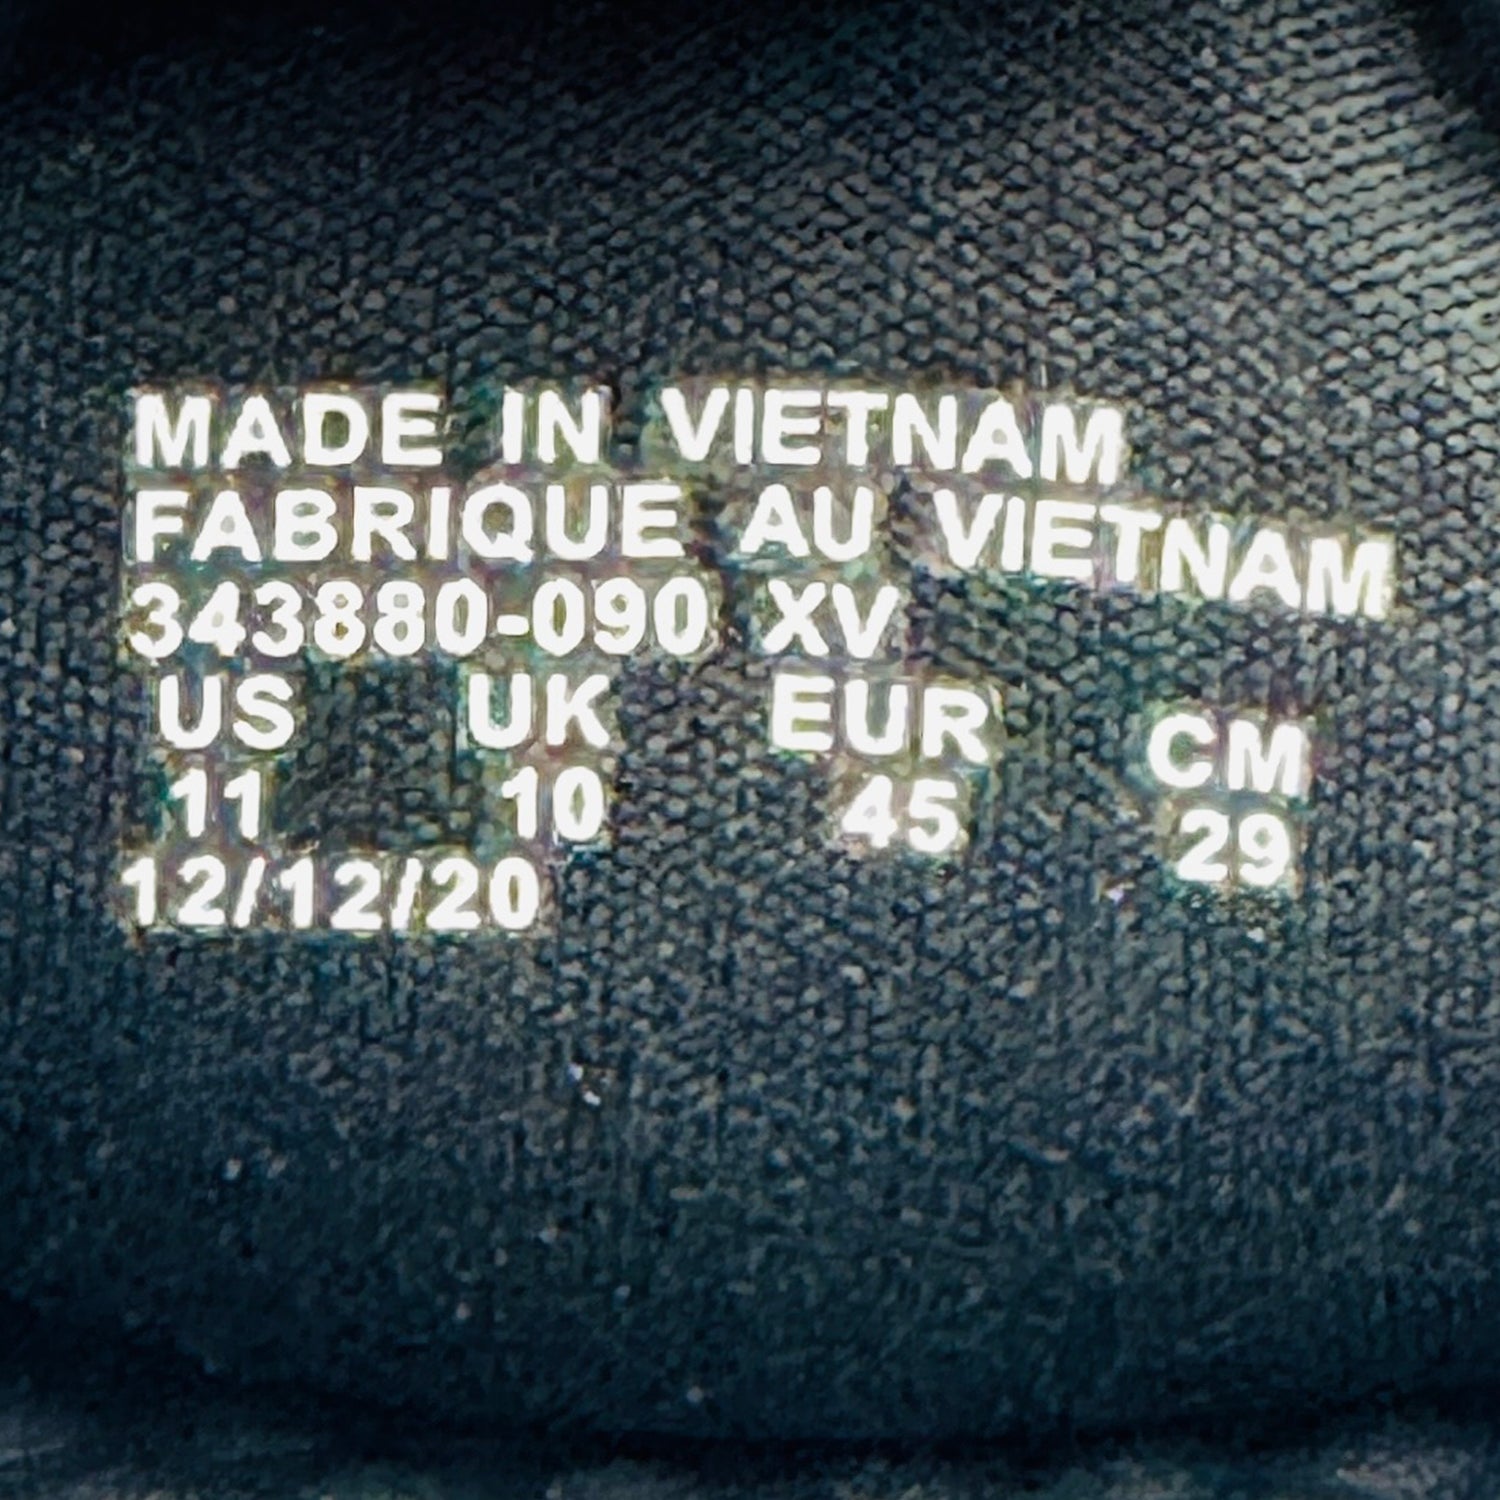 MADE IN VIETNAM
FABRIQUE AU VIETNAM
343880-090 XV
US UK EUR CM
11 10 45 29
12/12/20